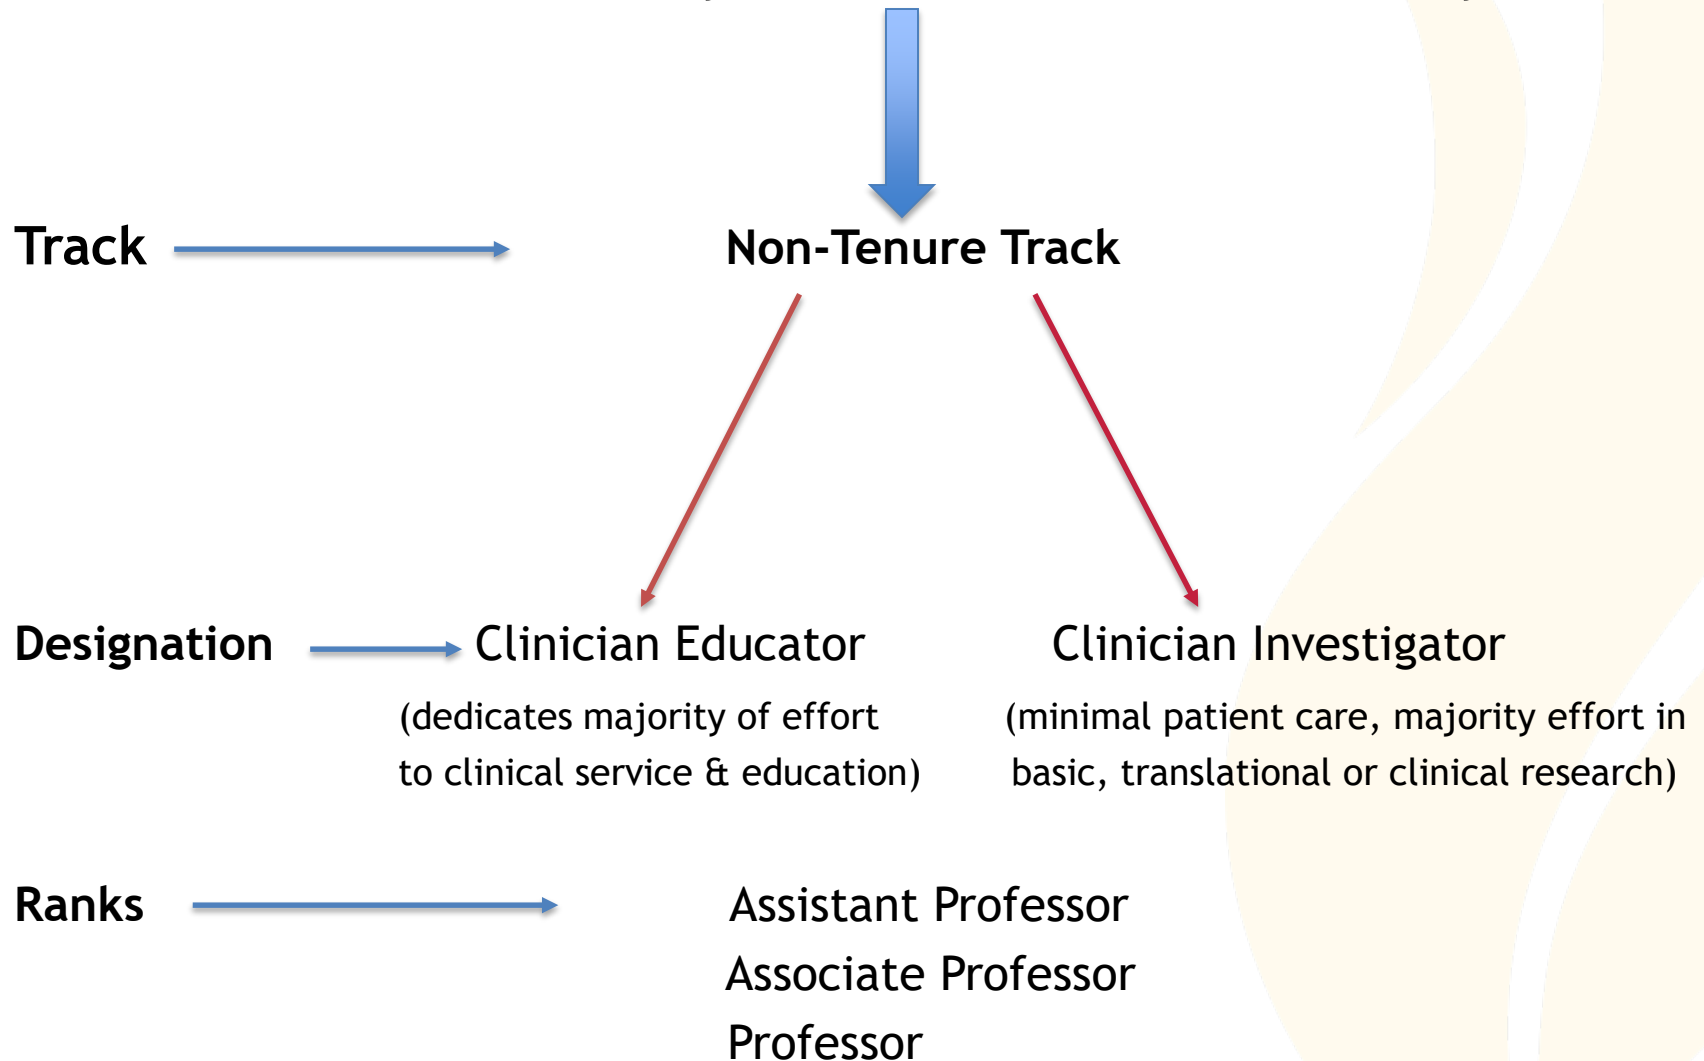 Track
Non-Tenure Track
Designation
Clinician Educator
Clinician Investigator
(dedicates majority of effort
to clinical service & education)
(minimal patient care, majority effort in
basic, translational or clinical research)
Ranks
Assistant Professor
Associate Professor
Professor